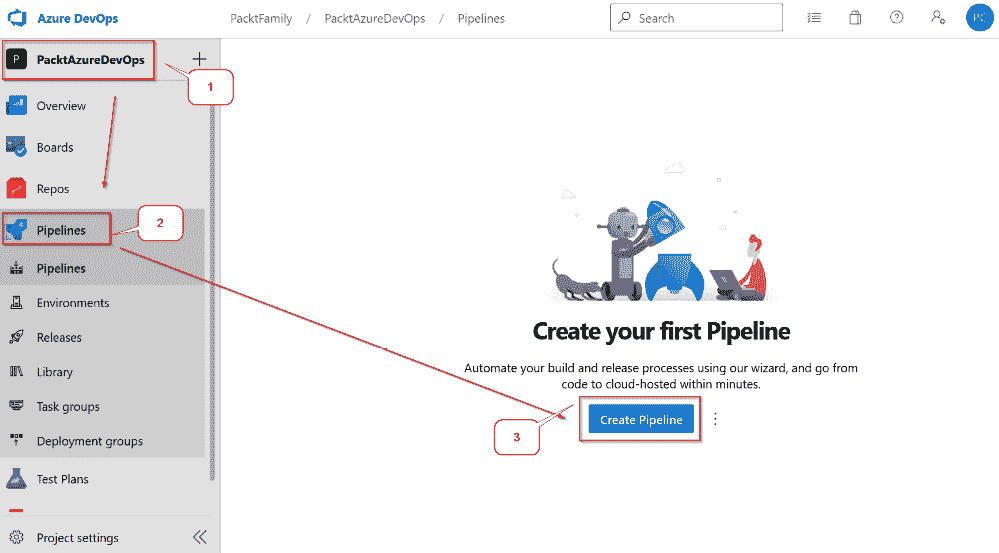 Azure DevOps
PacktFamily / PacktAzureDevOps / Pipelines
Search
PC
P PacktAzureDevOps +
1
Overview
Boards
Repos
Pipelines
2
Pipelines
Environments
Releases
Library
Task groups
Deployment groups
Test Plans
Project settings
Create your first Pipeline
Automate your build and release processes using our wizard, and go from
code to cloud-hosted within minutes.
Create Pipeline
3